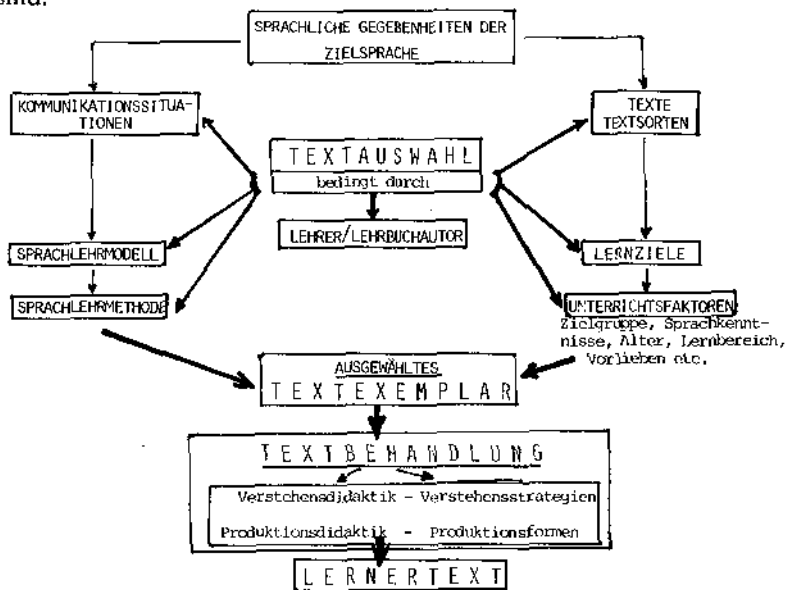 sind.
SPRACHLICHE GEGEBENHEITEN DER
ZIELSPRACHE
KOMMUNIKATIONSSITUA-
TIONEN
TEXTE
TEXTSORTEN
TEXTAUSWAHL
bedingt durch
LEHRER/LEHRBUCHAUTOR
SPRACHLEHRMODELL
LERNZIELE
SPRACHLEHRMETHODE
UNTERRICHTSFAKTOREN
Zielgruppe, Sprachkennt-
nisse, Alter, Lernbereich,
Vorlieben etc.
AUSGEWÄHLTES
TEXTEXEMPLAR
TEXTBEHANDLUNG
Verstehensdidaktik - Verstehensstrategien
Produktionsdidaktik - Produktionsformen
LERNERTEXT